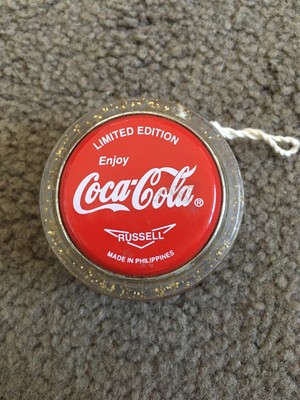 LIMITED EDITION
Enjoy
Coca-Cola®
RUSSELL
MADE IN PHILIPPINES